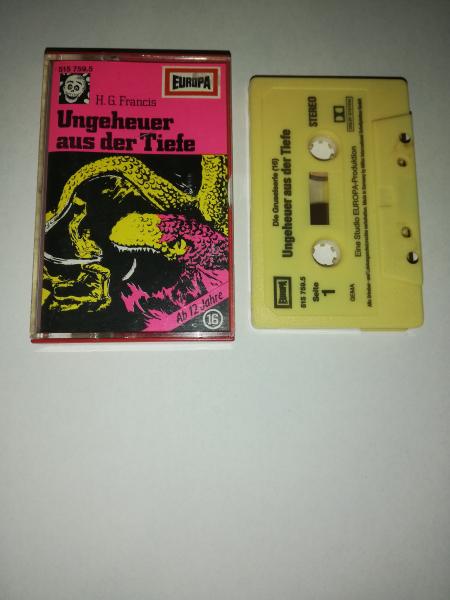 515 759.5
EUROPA
H. G. Francis
Ungeheuer
aus der Tiefe
Ab 12 Jahre
16
Die Gruselserie (16)
Ungeheuer aus der Tiefe
STEREO
EUROPA
515 759.5
Seite
1
GEMA
Eine Studio EUROPA-Produktion